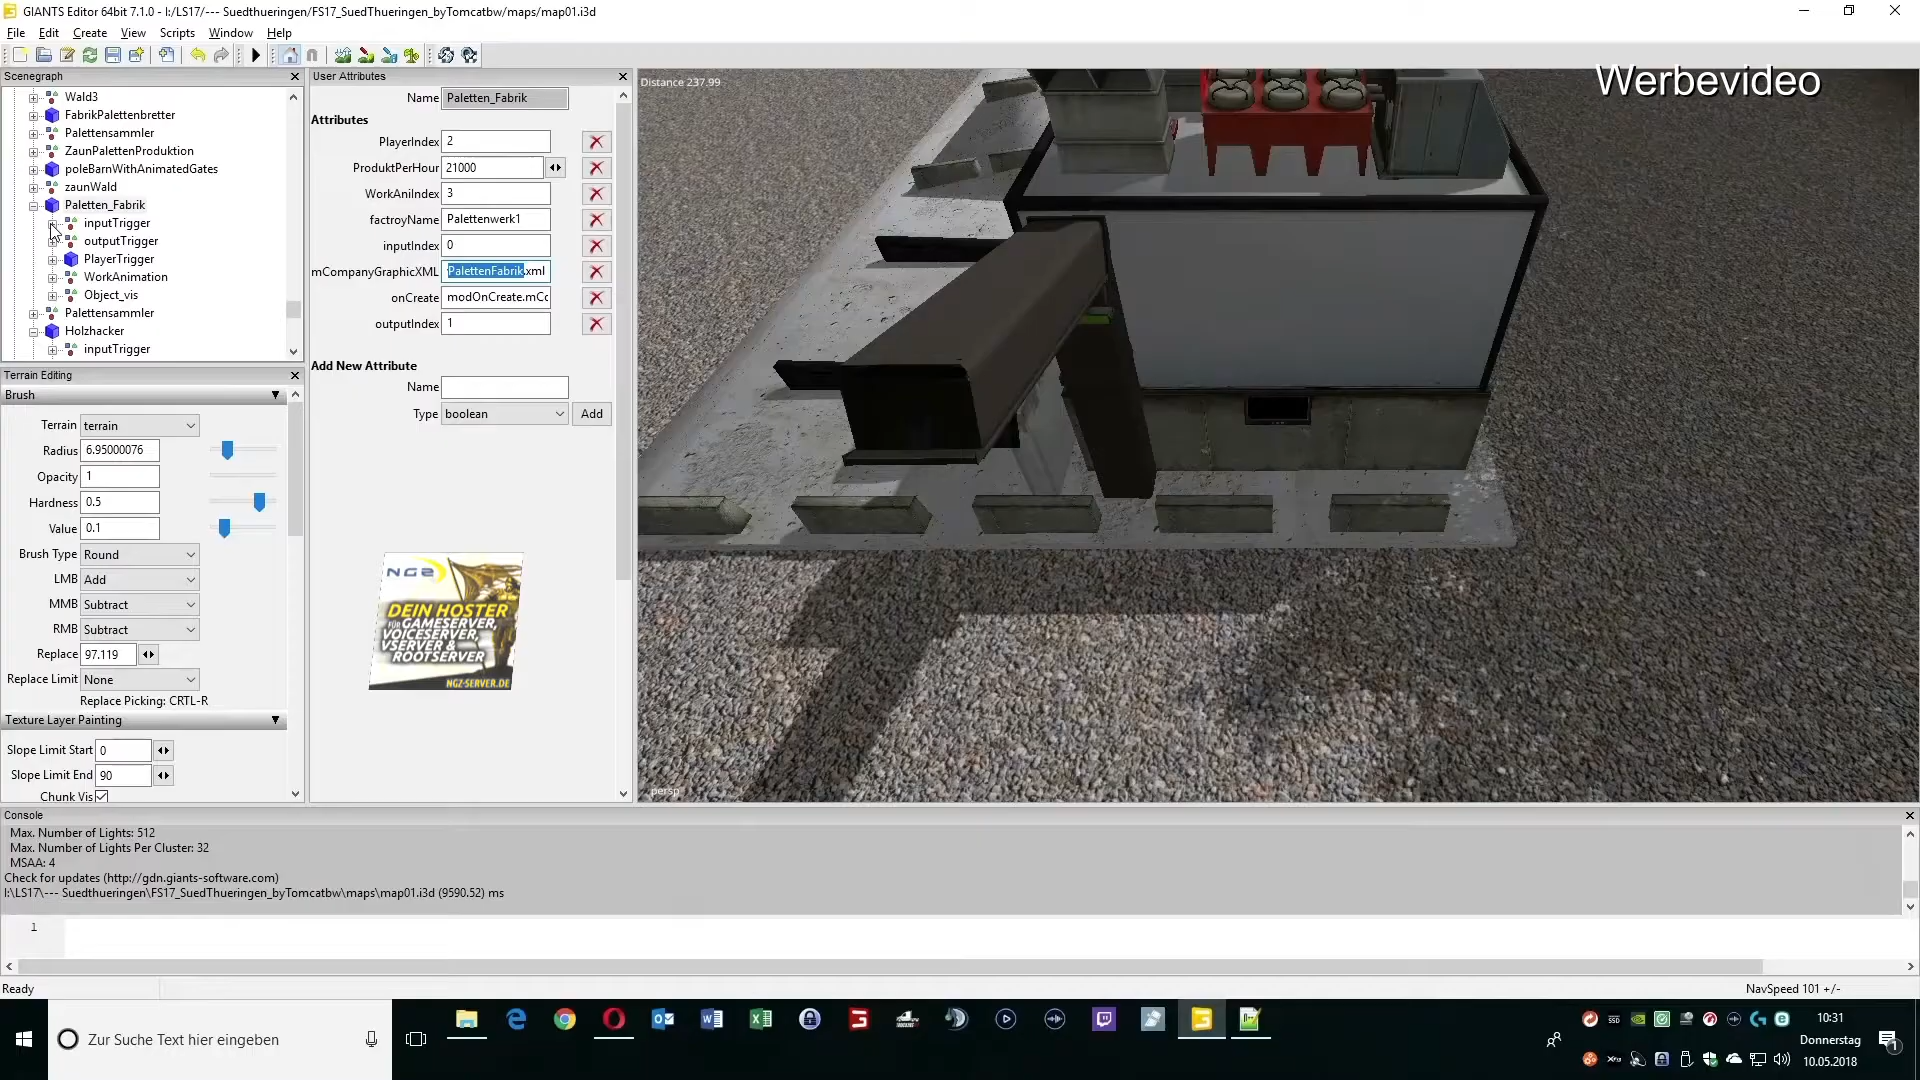 GIANTS Editor 64bit 7.1.0 - I:/LS17/--- Suedthueringen/FS17_SuedThueringen_byTomcatbw/maps/map01.i3d
File Edit Create View Scripts Window Help
Scenegraph
Wald3
FabrikPalettenbretter
Palettensammler
ZaunPalettenProduktion
poleBarnWithAnimatedGates
zaunWald
Paletten_Fabrik
inputTrigger
outputTrigger
PlayerTrigger
WorkAnimation
Object_vis
Palettensammler
Holzhacker
inputTrigger
Terrain Editing
Brush
Terrain terrain
Radius 6.95000076
Opacity 1
Hardness 0.5
Value 0.1
Brush Type Round
LMB Add
MMB Subtract
RMB Subtract
Replace 97.119
Replace Limit None
Replace Picking: CRTL-R
Texture Layer Painting
Slope Limit Start 0
Slope Limit End 90
Chunk Vis
User Attributes
Name Paletten_Fabrik
Attributes
PlayerIndex 2
ProduktPerHour 21000
WorkAniIndex 3
factroyName Palettenwerk1
inputIndex 0
mCompanyGraphicXML PalettenFabrik.xml
onCreate modOnCreate.mCo
outputIndex 1
Add New Attribute
Name
Type boolean Add
NGZ
DEIN HOSTER
FÜR GAMESERVER,
VOICESERVER,
VSERVER &
ROOTSERVER
NGZ-SERVER.DE
Distance 237.99
Werbevideo
persp
Console
Max. Number of Lights: 512
Max. Number of Lights Per Cluster: 32
MSAA: 4
Check for updates (http://gdn.giants-software.com)
I:\LS17\--- Suedthueringen\FS17_SuedThueringen_byTomcatbw\maps\map01.i3d (9590.52) ms
1
Ready
NavSpeed 101 +/-
Zur Suche Text hier eingeben
10:31
Donnerstag
10.05.2018